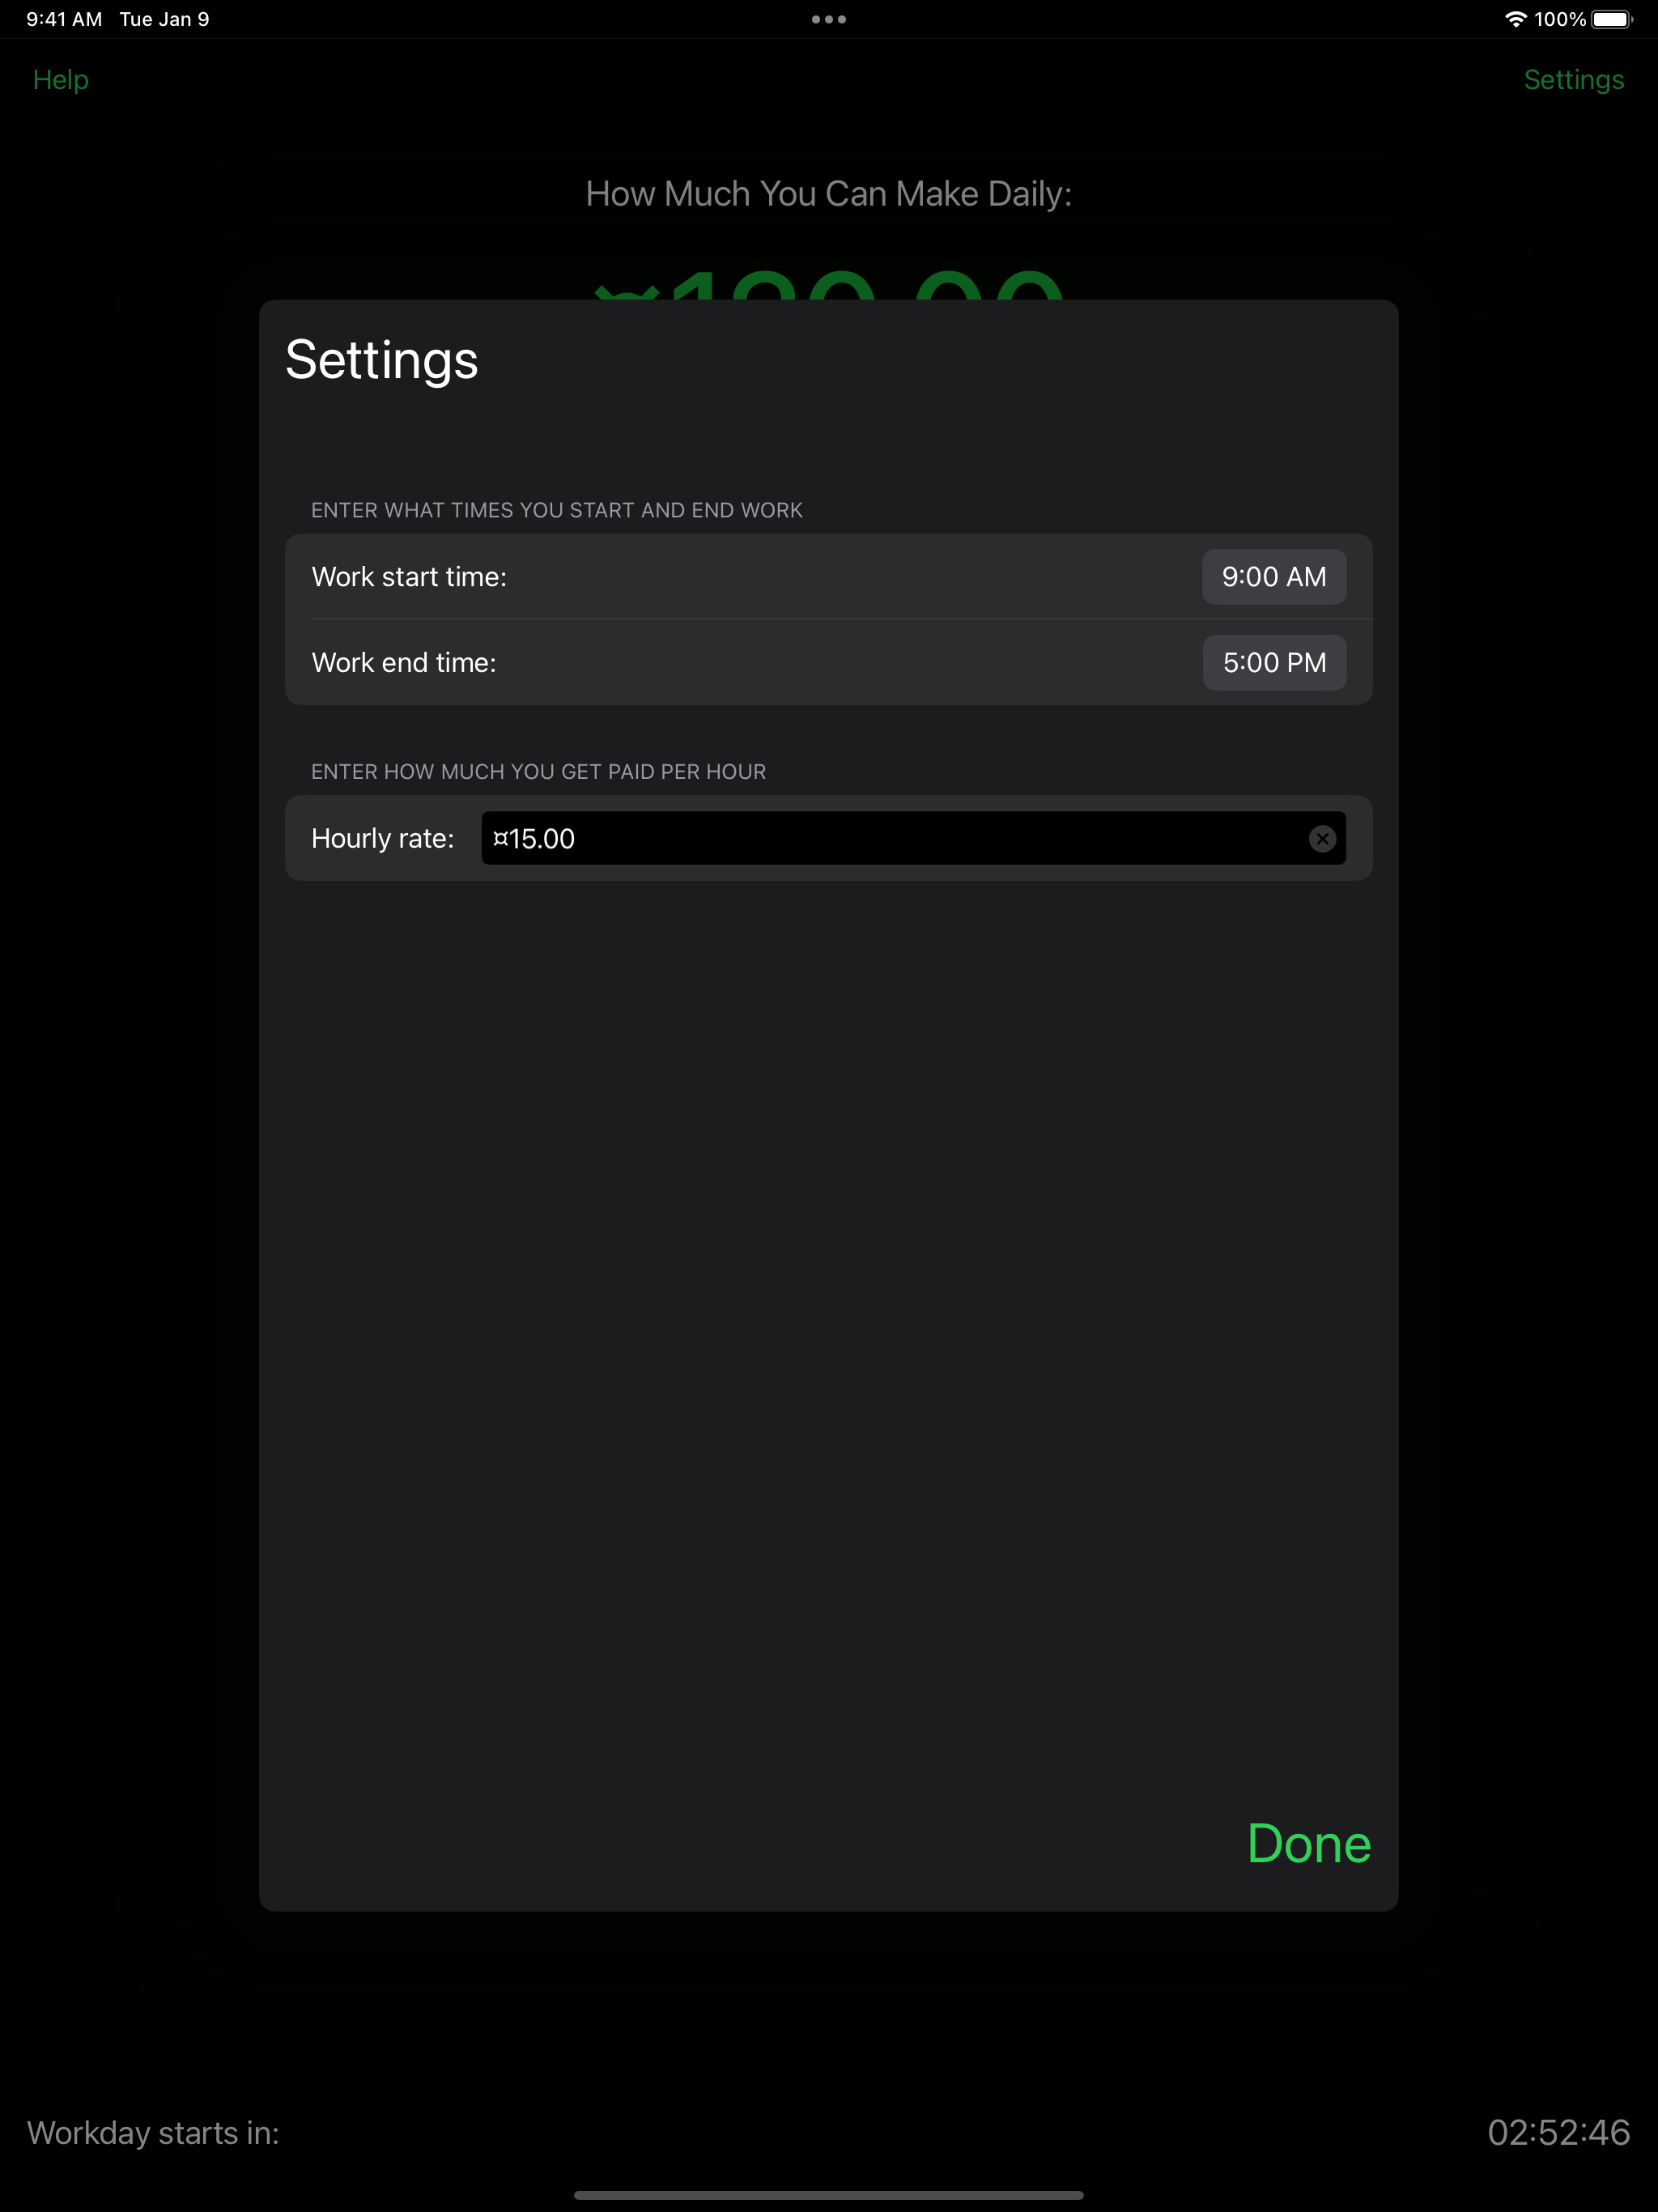 9:41 AM Tue Jan 9
100%
Help
Settings
How Much You Can Make Daily:
Settings
ENTER WHAT TIMES YOU START AND END WORK
Work start time:
9:00 AM
Work end time:
5:00 PM
ENTER HOW MUCH YOU GET PAID PER HOUR
Hourly rate:
¤15.00
Done
Workday starts in:
02:52:46